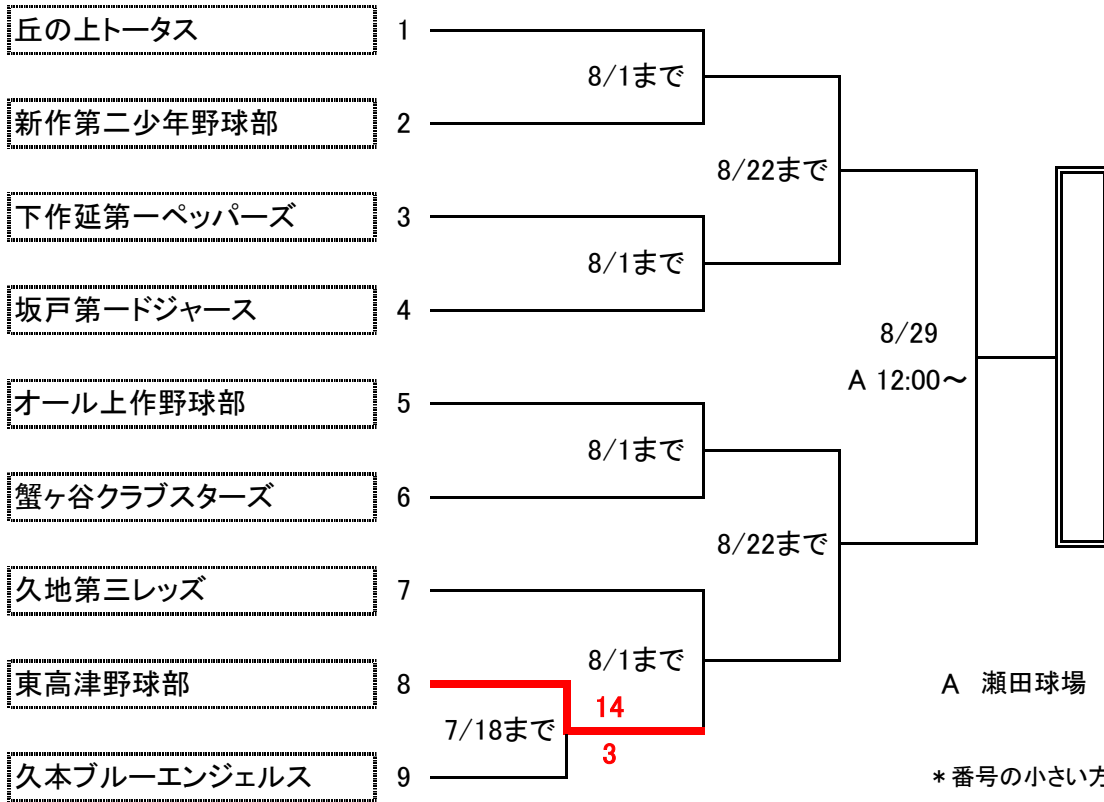 丘の上トータス 1
8/1まで
新作第二少年野球部 2
8/22まで
下作延第一ペッパーズ 3
8/1まで
坂戸第一ドジャース 4
8/29
A 12:00～
オール上作野球部 5
8/1まで
蟹ヶ谷クラブスターズ 6
8/22まで
久地第三レッズ 7
8/1まで
東高津野球部 8
A 瀬田球場
14
7/18まで
3
久本ブルーエンジェルス 9
*番号の小さい方